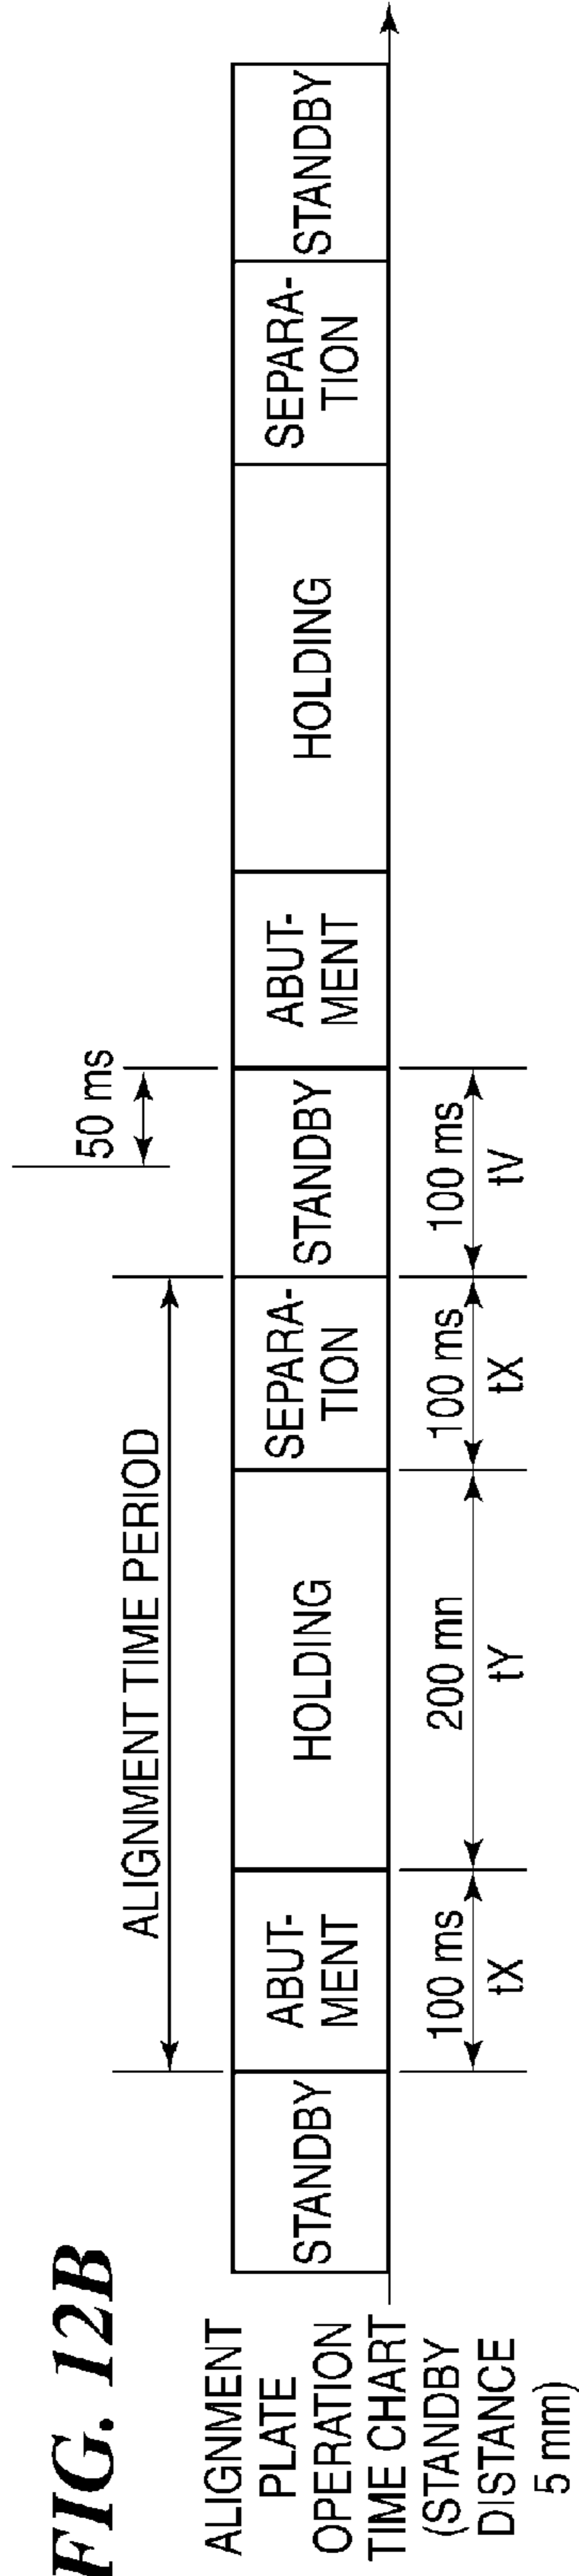 FIG. 12B
ALIGNMENT TIME PERIOD
50 ms
ALIGNMENT
PLATE
OPERATION
TIME CHART
(STANDBY
DISTANCE
5 mm)
STANDBY
ABUT-
MENT
HOLDING
SEPARA-
TION
STANDBY
ABUT-
MENT
HOLDING
SEPARA-
TION
STANDBY
100 ms
tX
200 mn
tY
100 ms
tX
100 ms
tV